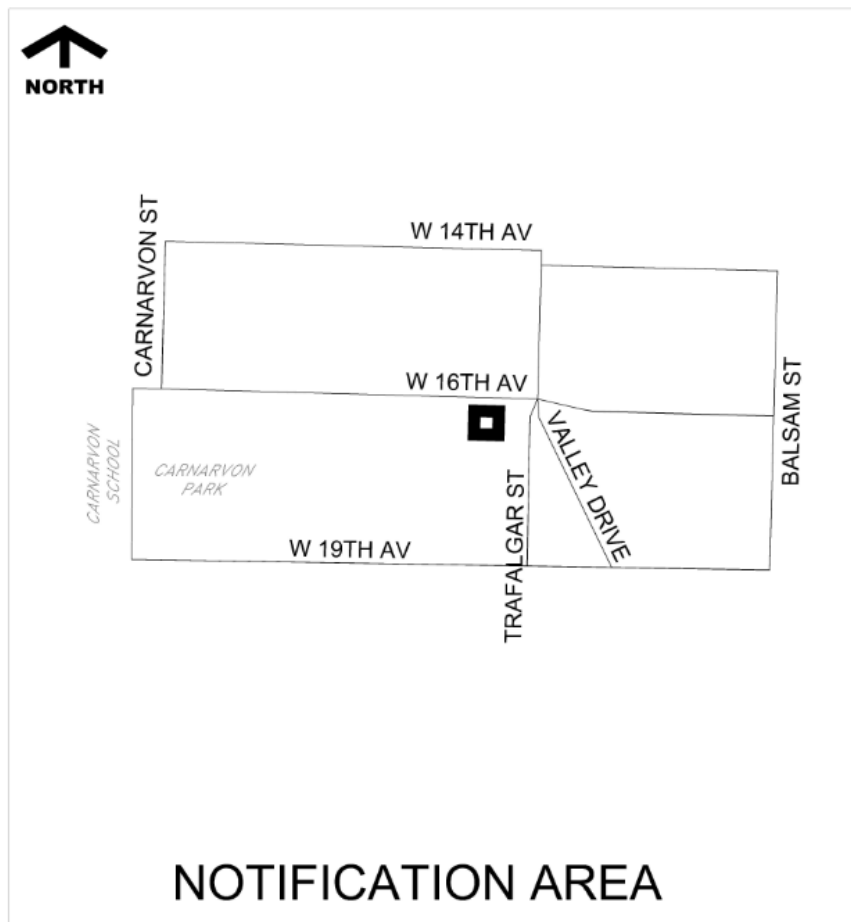 NORTH
W 14TH AV
CARNARVON ST
W 16TH AV
BALSAM ST
VALLEY DRIVE
CARNARVON
SCHOOL
CARNARVON
PARK
TRAFALGAR ST
W 19TH AV
NOTIFICATION AREA